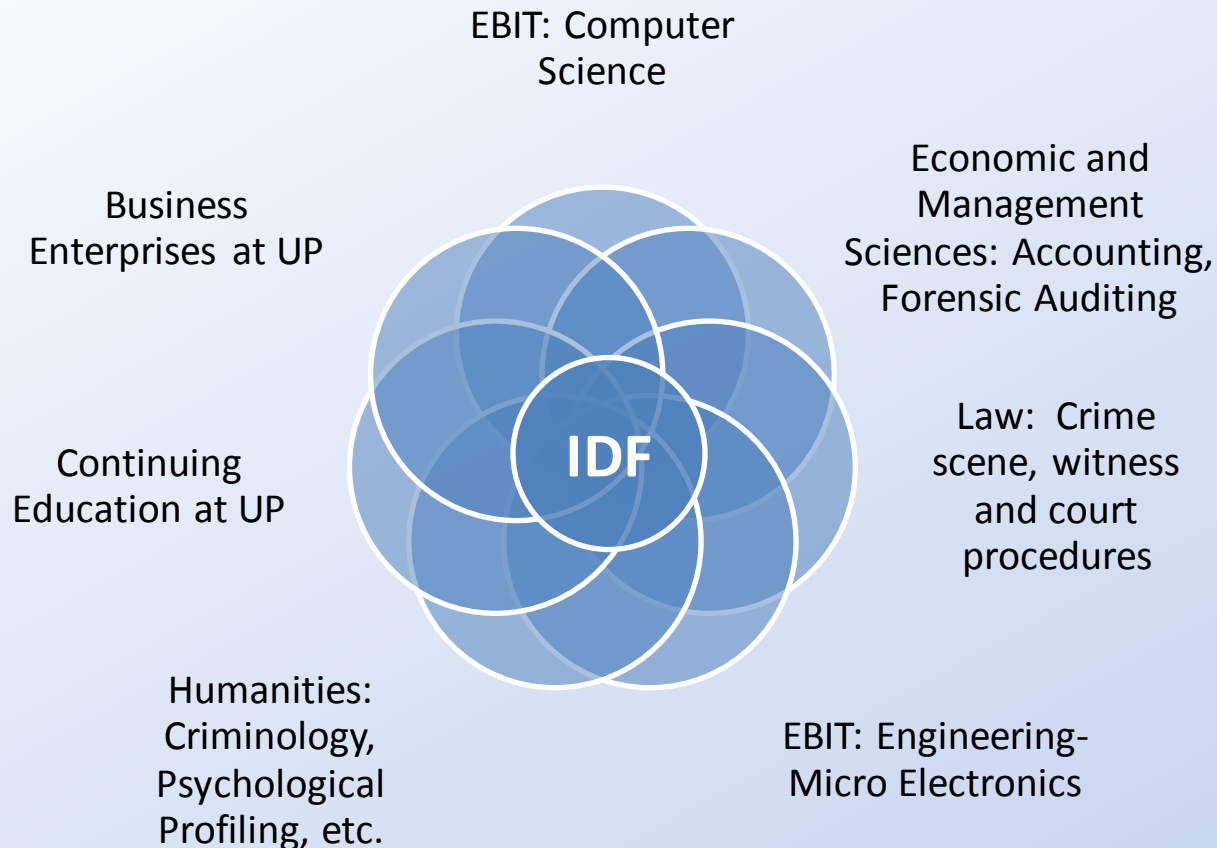 EBIT: Computer
Science
Economic and
Management
Sciences: Accounting,
Forensic Auditing
Law: Crime
scene, witness
and court
procedures
EBIT: Engineering-
Micro Electronics
Humanities:
Criminology,
Psychological
Profiling, etc.
Continuing
Education at UP
Business
Enterprises at UP
IDF